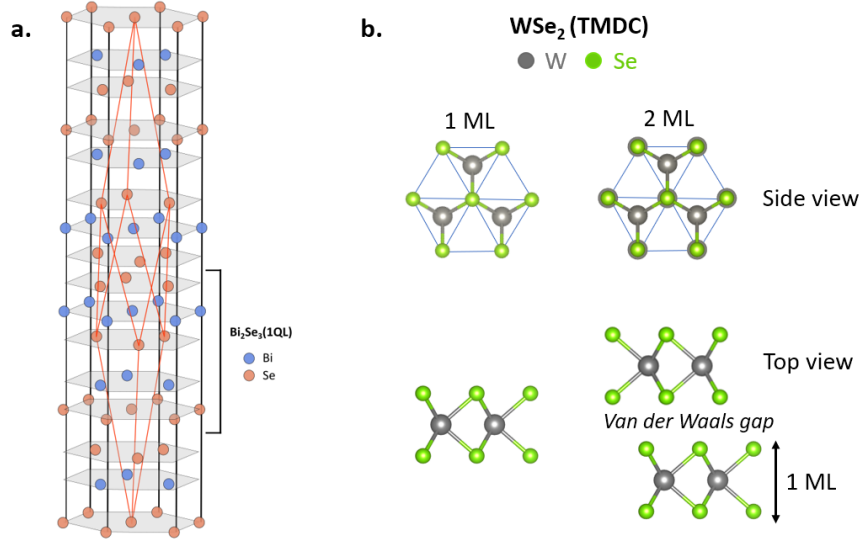 a.
Bi₂Se₃(1QL)
Bi
Se
b.
WSe₂ (TMDC)
W Se
1 ML 2 ML
Side view
Top view
Van der Waals gap
1 ML